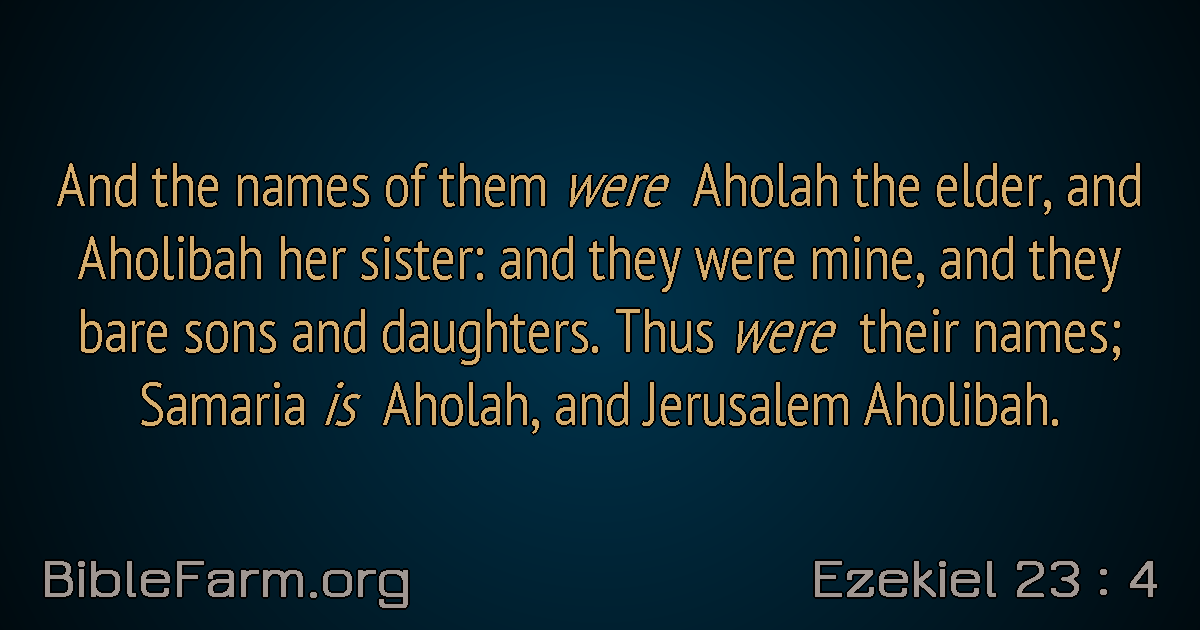 And the names of them were Aholah the elder, and
Aholibah her sister: and they were mine, and they
bare sons and daughters. Thus were their names;
Samaria is Aholah, and Jerusalem Aholibah.
BibleFarm.org
Ezekiel 23 : 4